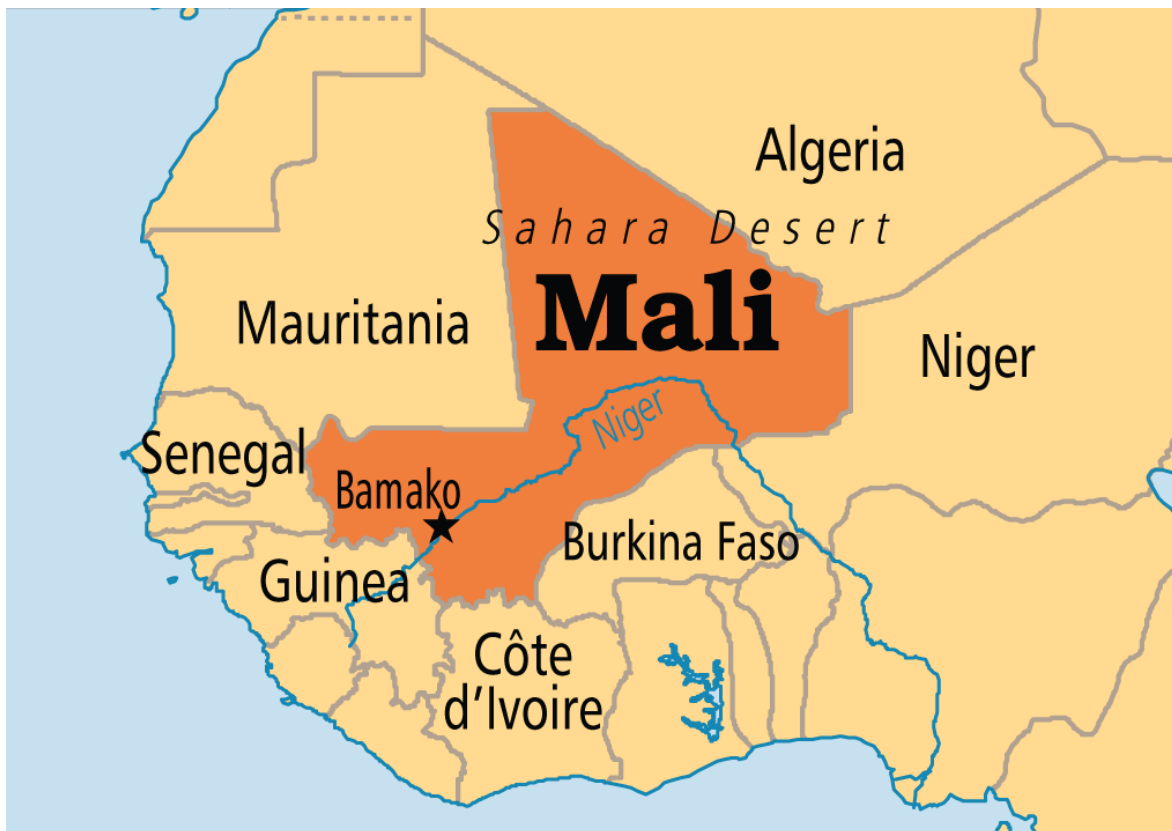 Algeria
Sahara Desert
Mali
Mauritania
Niger
Niger
Senegal
Bamako
Burkina Faso
Guinea
Côte
d’Ivoire